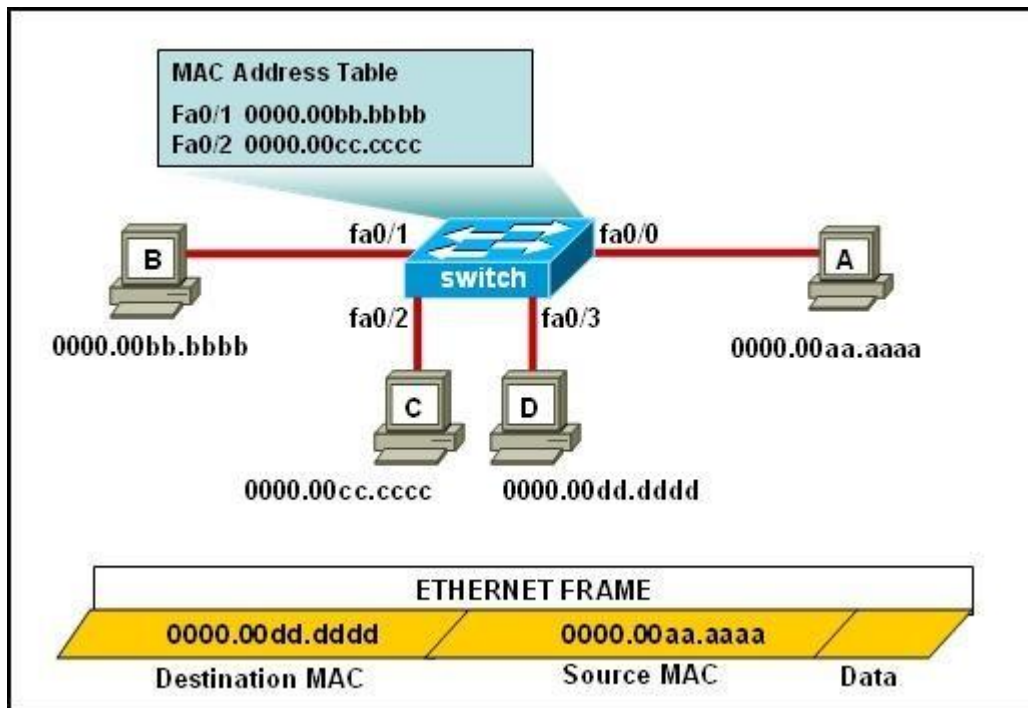 MAC Address Table
Fa0/1 0000.00bb.bbbb
Fa0/2 0000.00cc.cccc
fa0/1
fa0/0
B
A
switch
fa0/2
fa0/3
0000.00bb.bbbb
0000.00aa.aaaa
C
D
0000.00cc.cccc
0000.00dd.dddd
ETHERNET FRAME
0000.00dd.dddd
0000.00aa.aaaa
Destination MAC
Source MAC
Data